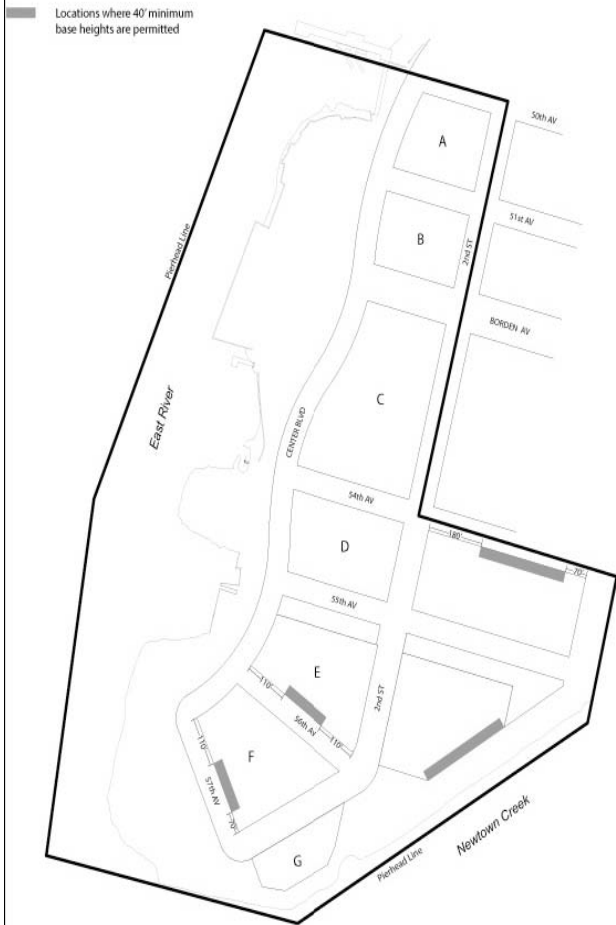 Locations where 40' minimum
base heights are permitted
50th AV
A
51st AV
B
2nd ST
Pierhead Line
BORDEN AV
East River
C
CENTER BLVD
54th AV
180'
70'
D
55th AV
E
110'
56th Av
110'
2nd ST
110'
F
57th AV
70'
G
Newtown Creek
Pierhead Line